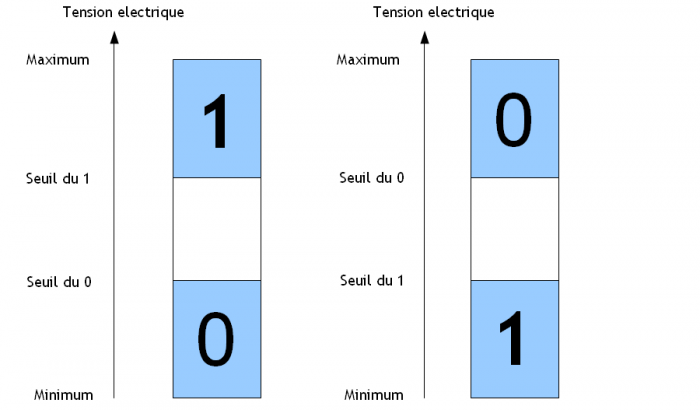 Tension electrique
Maximum
1
Seuil du 1
Seuil du 0
0
Minimum
Tension electrique
Maximum
0
Seuil du 0
Seuil du 1
1
Minimum